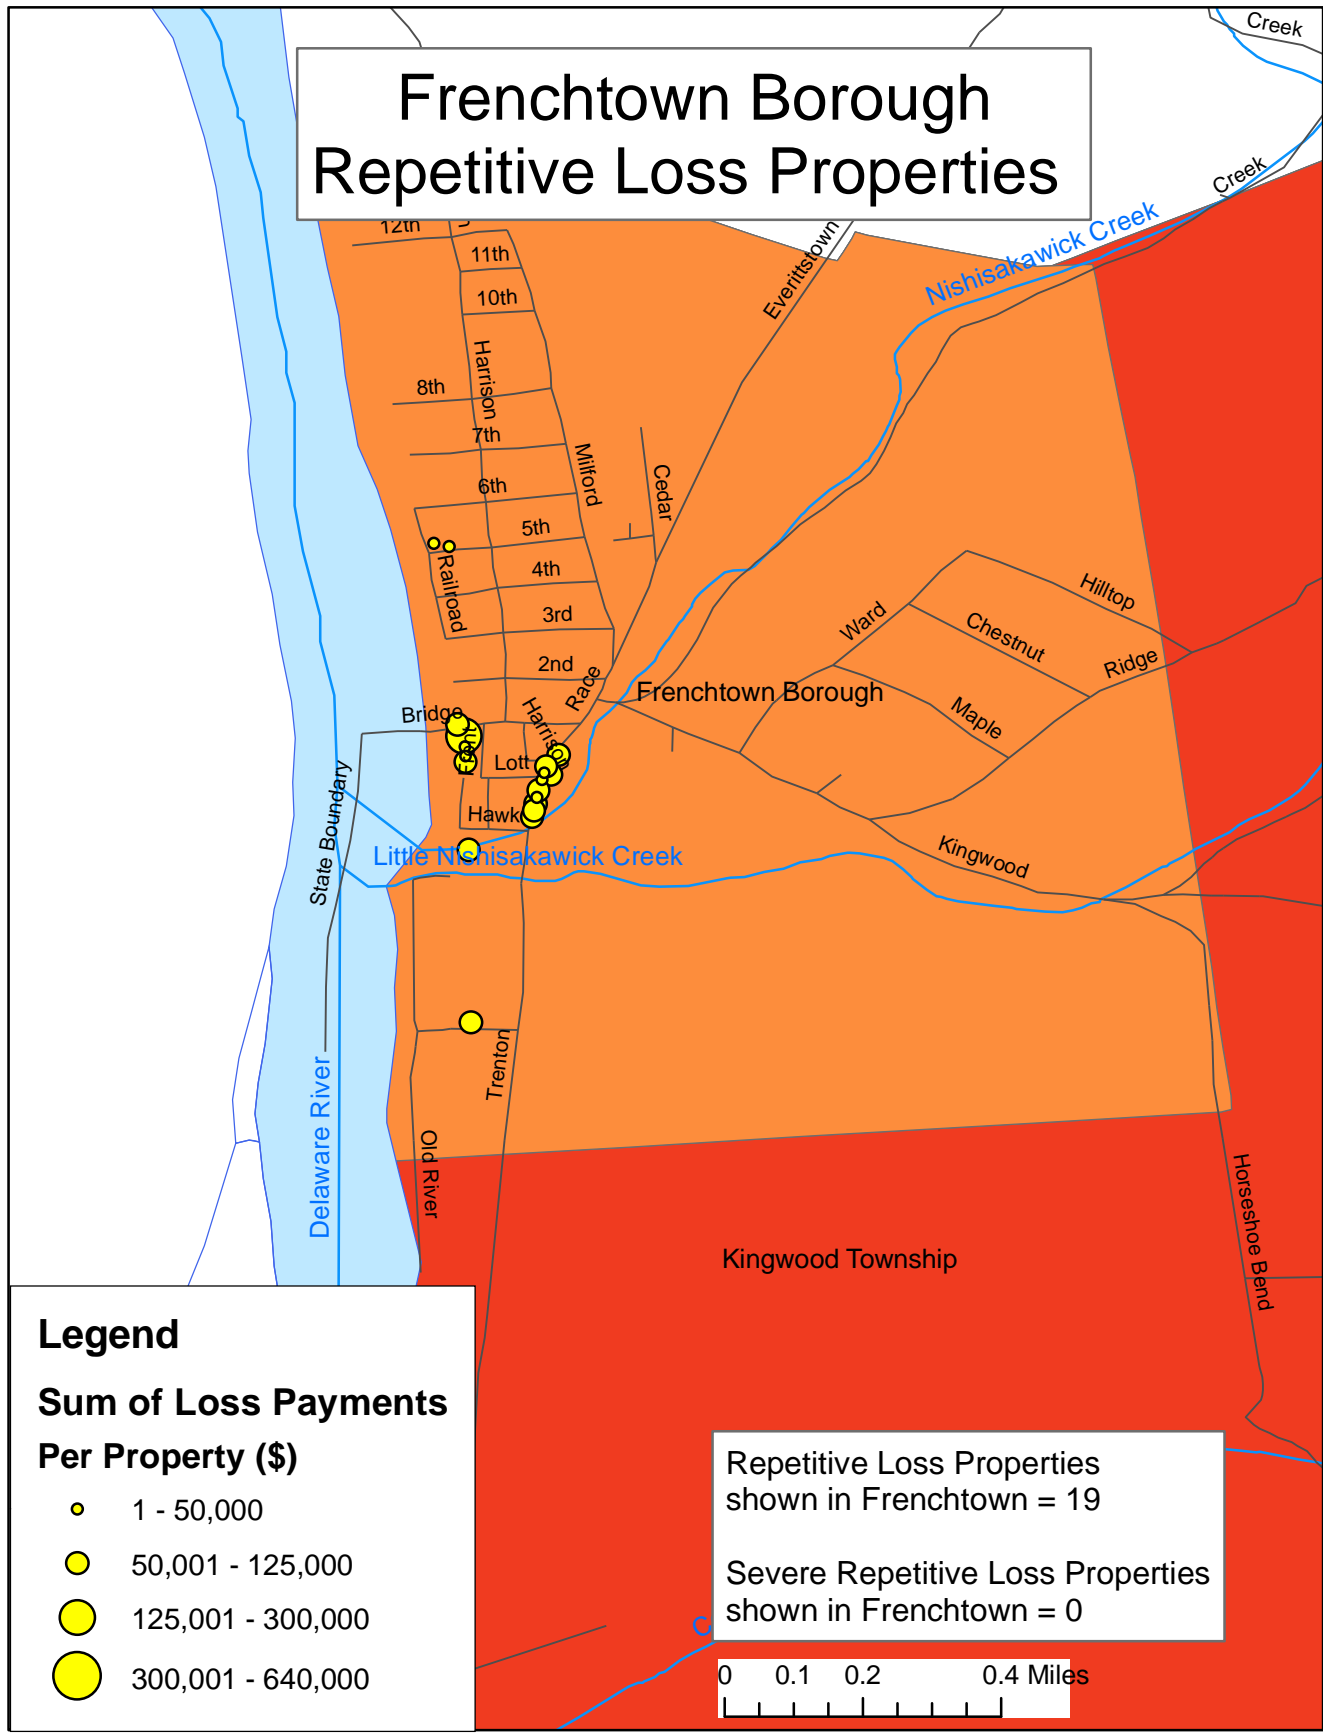 Creek
Frenchtown Borough
Repetitive Loss Properties
Creek
Nishisakawick Creek
12th
Everittstown
11th
10th
Harrison
8th
7th
Milford
Cedar
6th
5th
Railroad
4th
3rd
Hilltop
Ward
Chestnut
2nd
Race
Ridge
Frenchtown Borough
Bridge
Harrison
Maple
Front
Lott
State Boundary
Hawk
Kingwood
Little Nishisakawick Creek
Trenton
Delaware River
Old River
Horseshoe Bend
Kingwood Township
Legend
Sum of Loss Payments
Per Property ($)
1 - 50,000
50,001 - 125,000
125,001 - 300,000
300,001 - 640,000
Repetitive Loss Properties
shown in Frenchtown = 19
Severe Repetitive Loss Properties
shown in Frenchtown = 0
0 0.1 0.2 0.4 Miles